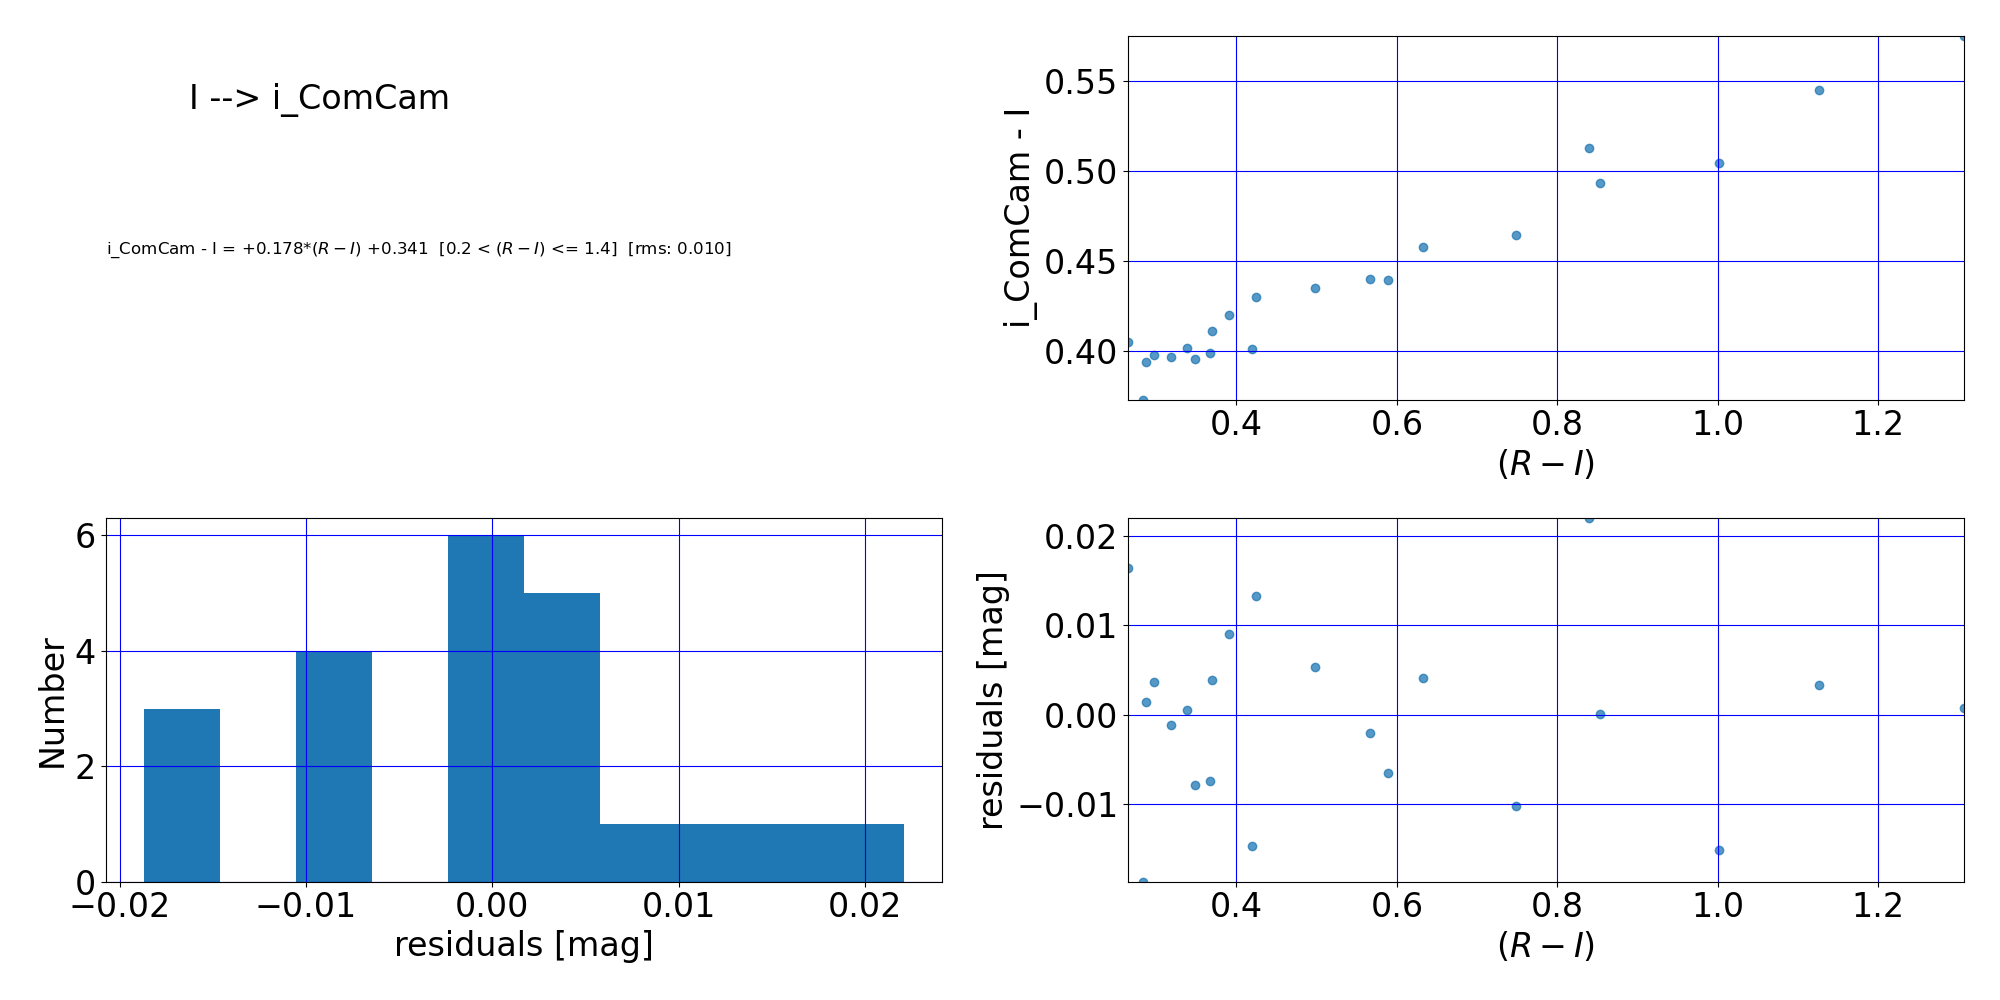 I --> i_ComCam
i_ComCam - I = +0.178*(R − I) +0.341 [0.2 < (R − I) <= 1.4] [rms: 0.010]
i_ComCam - I
0.55
0.50
0.45
0.40
0.4 0.6 0.8 1.0 1.2
(R − I)
Number
6
4
2
0
−0.02 −0.01 0.00 0.01 0.02
residuals [mag]
residuals [mag]
0.02
0.01
0.00
−0.01
0.4 0.6 0.8 1.0 1.2
(R − I)